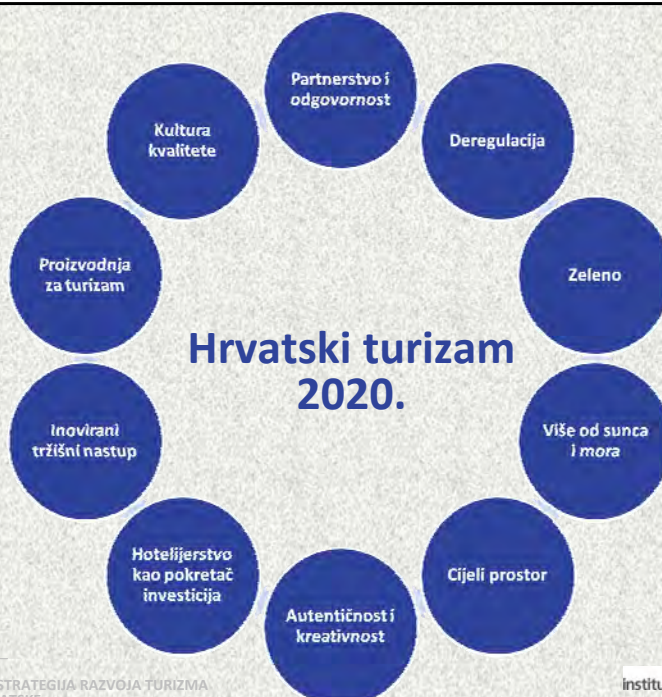 Partnerstvo i
odgovornost
Deregulacija
Zeleno
Više od sunca
i mora
Cijeli prostor
Autentičnost i
kreativnost
Hotelijerstvo
kao pokretač
investicija
Inovirani
tržišni nastup
Proizvodnja
za turizam
Kultura
kvalitete
Hrvatski turizam
2020.
STRATEGIJA RAZVOJA TURIZMA
institu